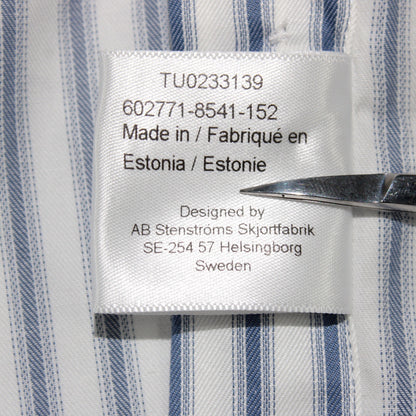 TU0233139
602771-8541-152
Made in / Fabriqué en
Estonia / Estonie
Designed by
AB Stenströms Skjortfabrik
SE-254 57 Helsingborg
Sweden